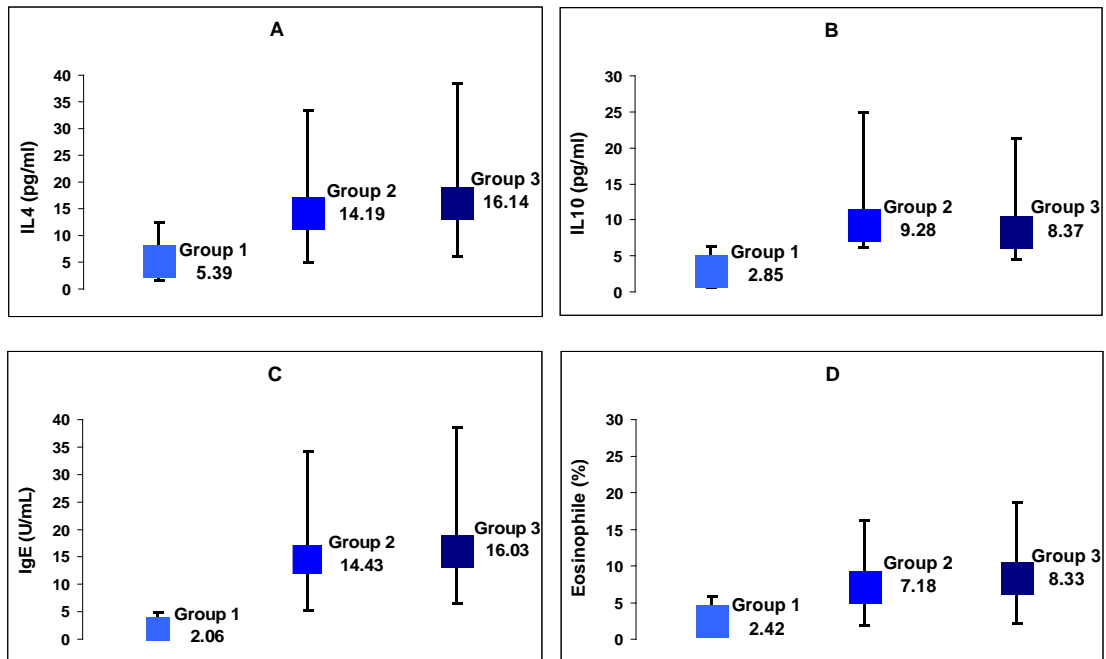 A
IL4 (pg/ml)
40
35
30
25
20
15
10
5
0
Group 1
5.39
Group 2
14.19
Group 3
16.14
B
IL10 (pg/ml)
30
25
20
15
10
5
0
Group 1
2.85
Group 2
9.28
Group 3
8.37
C
IgE (U/mL)
40
35
30
25
20
15
10
5
0
Group 1
2.06
Group 2
14.43
Group 3
16.03
D
Eosinophile (%)
30
25
20
15
10
5
0
Group 1
2.42
Group 2
7.18
Group 3
8.33